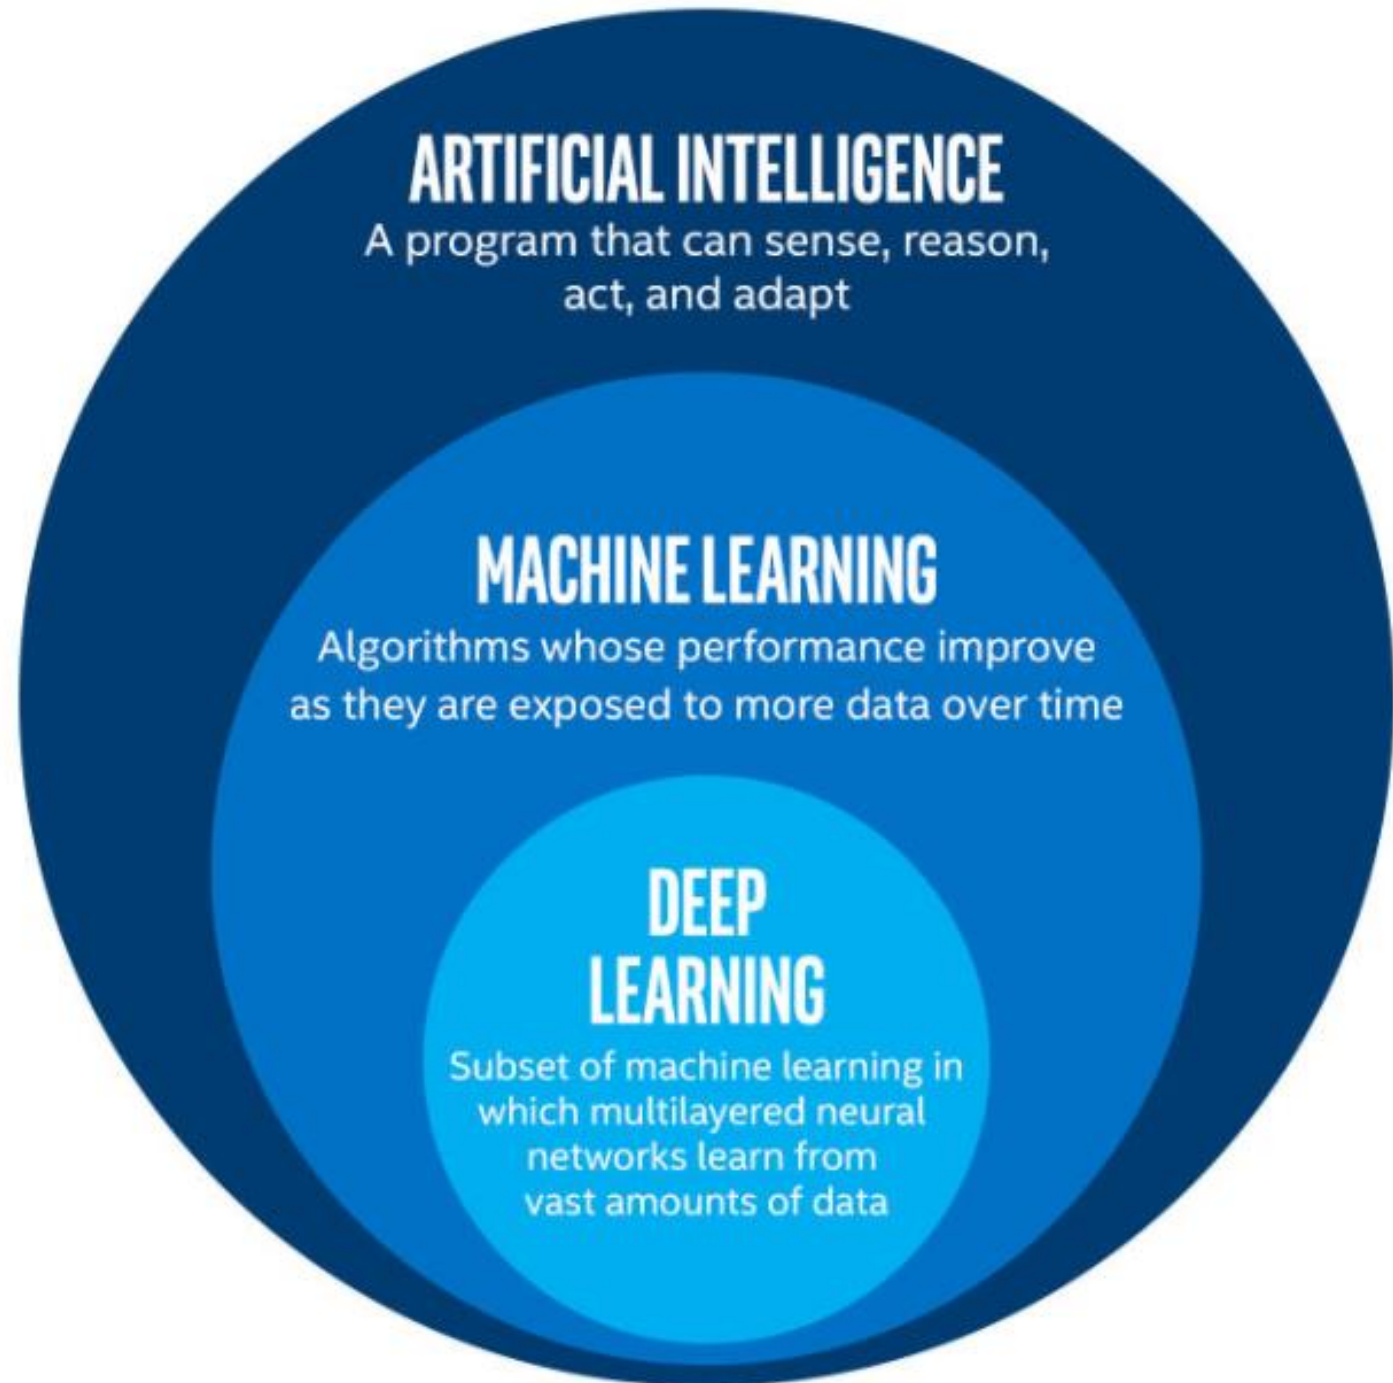 ARTIFICIAL INTELLIGENCE
A program that can sense, reason,
act, and adapt
MACHINE LEARNING
Algorithms whose performance improve
as they are exposed to more data over time
DEEP
LEARNING
Subset of machine learning in
which multilayered neural
networks learn from
vast amounts of data